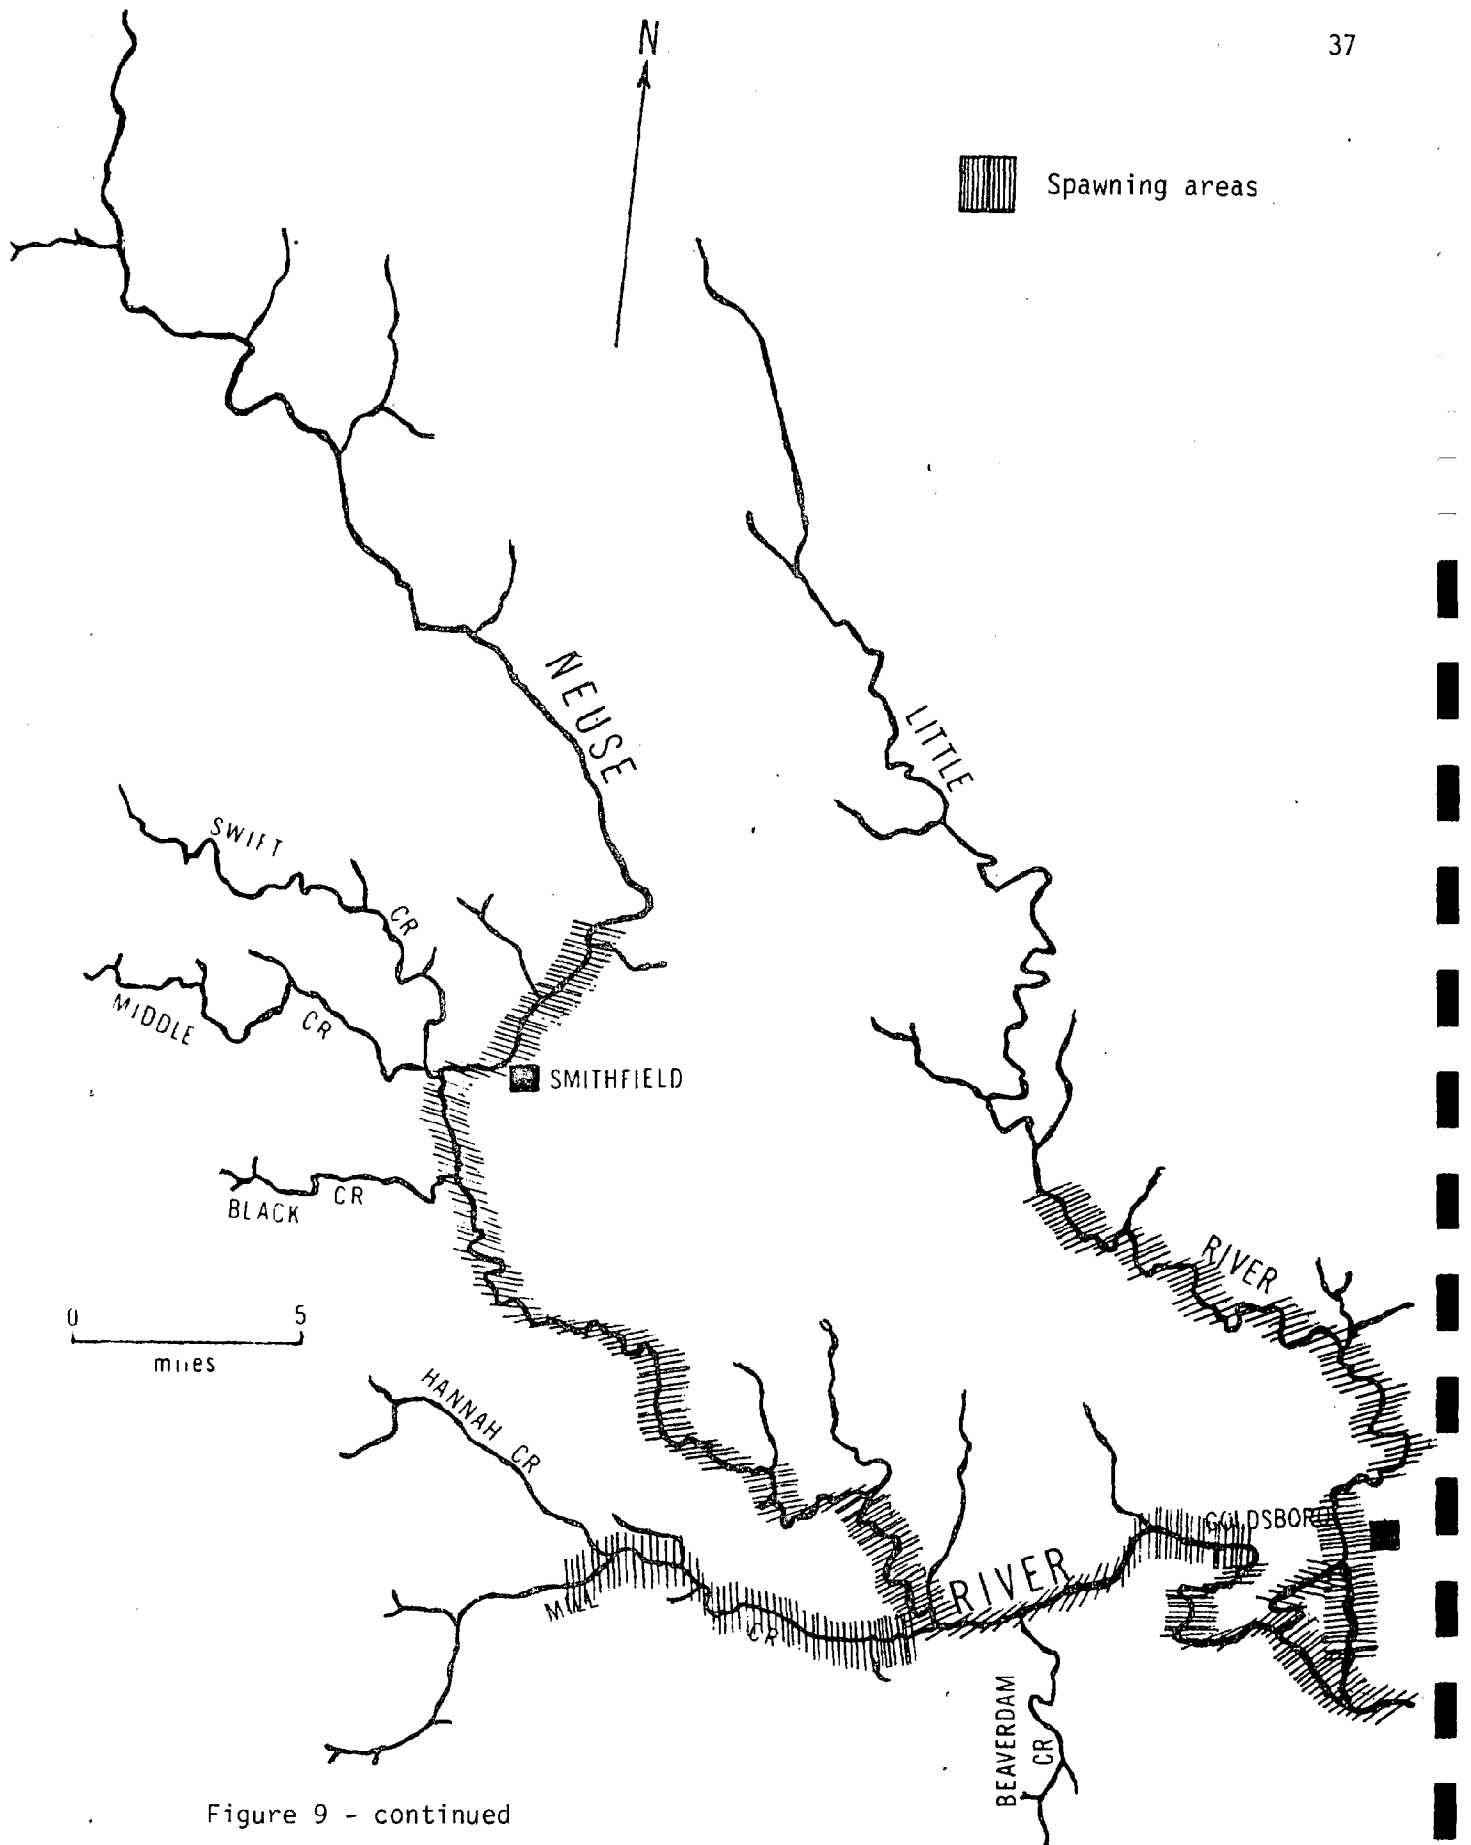 37
N
Spawning areas
NEUSE
LITTLE
SWIFT
CR
MIDDLE
CR
SMITHFIELD
BLACK
CR
RIVER
0 5
miles
HANNAH CR
GOLDSBORO
RIVER
MILL
CR
BEAVERDAM
CR
Figure 9 - continued